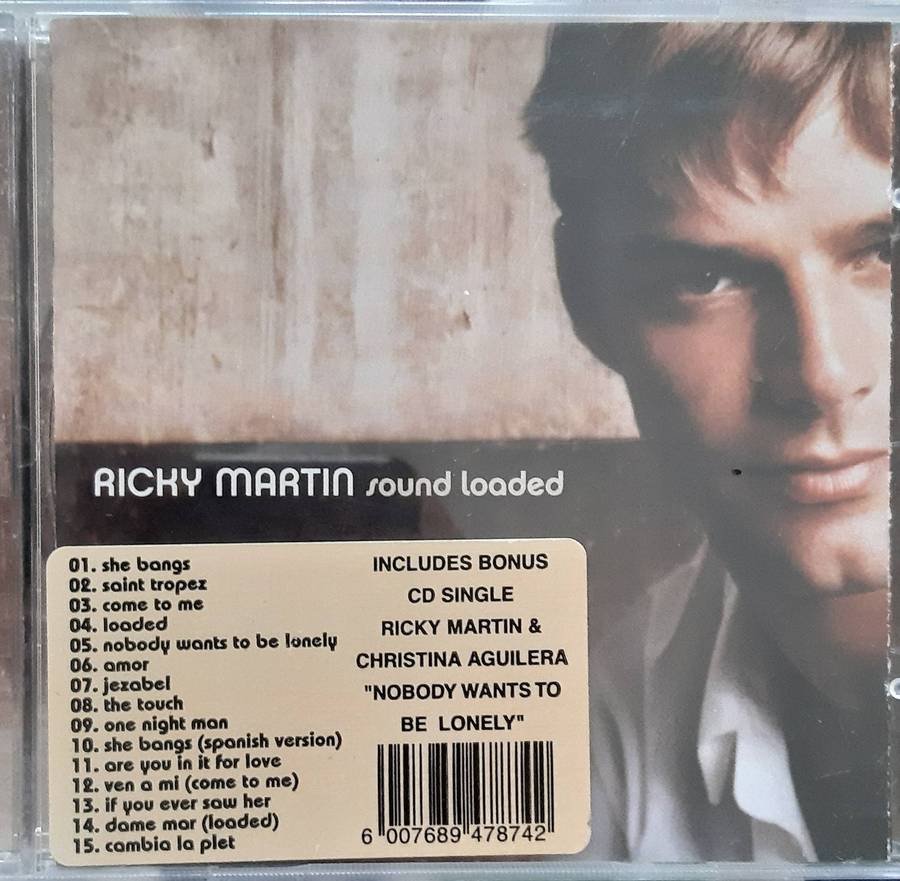 RICKY MARTIN sound loaded
01. she bangs
02. saint tropez
03. come to me
04. loaded
05. nobody wants to be lonely
06. amor
07. jezabel
08. the touch
09. one night man
10. she bangs (spanish version)
11. are you in it for love
12. ven a mi (come to me)
13. if you ever saw her
14. dame mar (loaded)
15. cambia la plet
INCLUDES BONUS
CD SINGLE
RICKY MARTIN &
CHRISTINA AGUILERA
"NOBODY WANTS TO
BE LONELY"
6 007689 478742